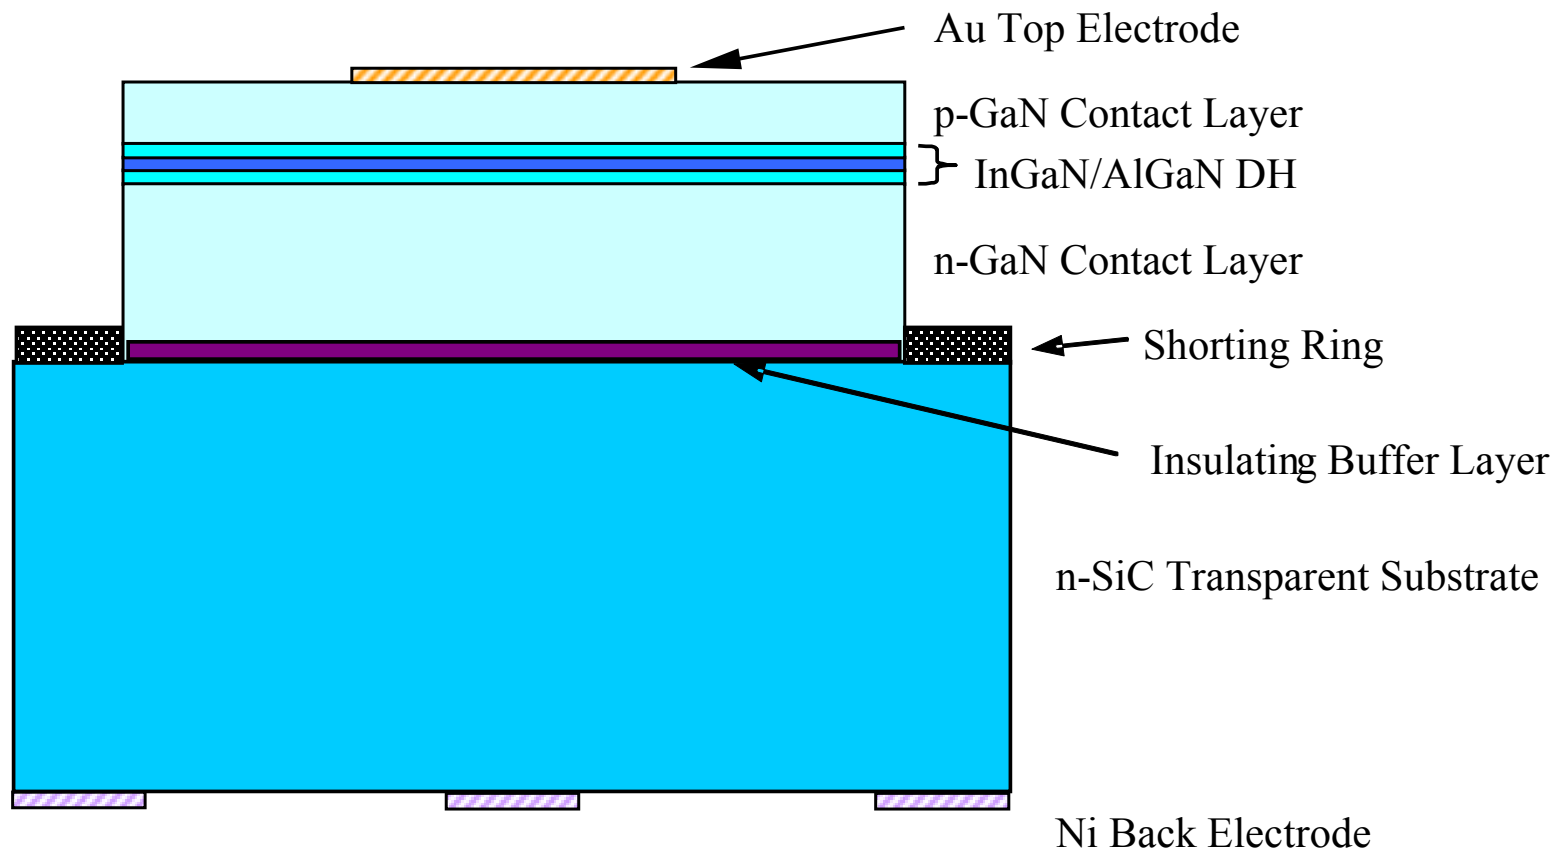 Au Top Electrode
p-GaN Contact Layer
InGaN/AlGaN DH
n-GaN Contact Layer
Shorting Ring
Insulating Buffer Layer
n-SiC Transparent Substrate
Ni Back Electrode